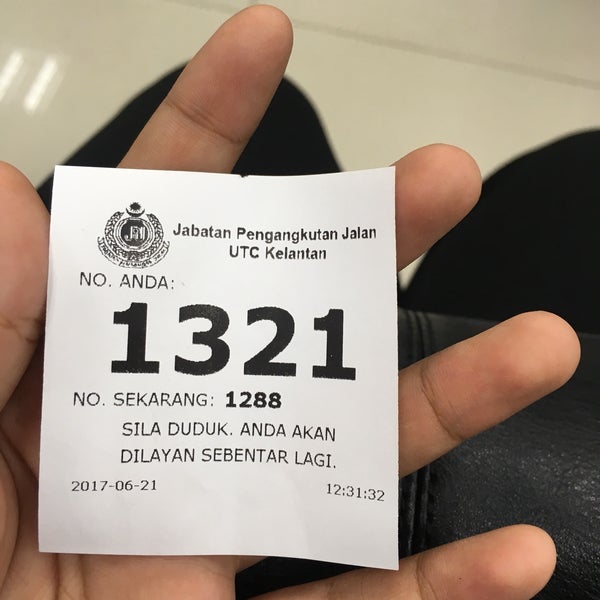 Jabatan Pengangkutan Jalan
UTC Kelantan
NO. ANDA:
1321
NO. SEKARANG: 1288
SILA DUDUK. ANDA AKAN
DILAYAN SEBENTAR LAGI.
2017-06-21 12:31:32